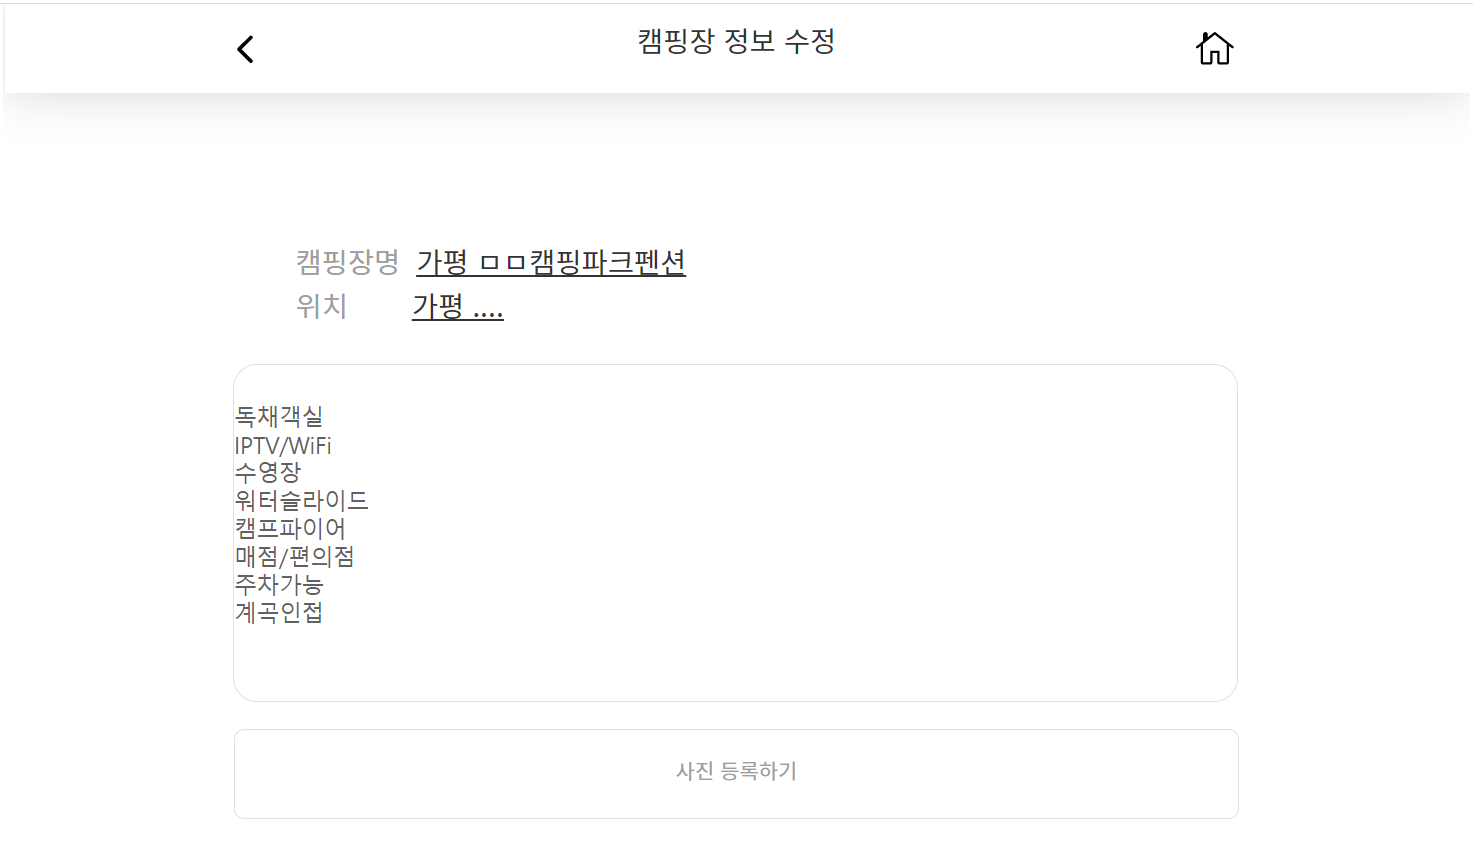 캠핑장 정보 수정
캠핑장명 가평 ㅁㅁ캠핑파크펜션
위치 가평 ....
독채객실
IPTV/WiFi
수영장
워터슬라이드
캠프파이어
매점/편의점
주차가능
계곡인접
사진 등록하기